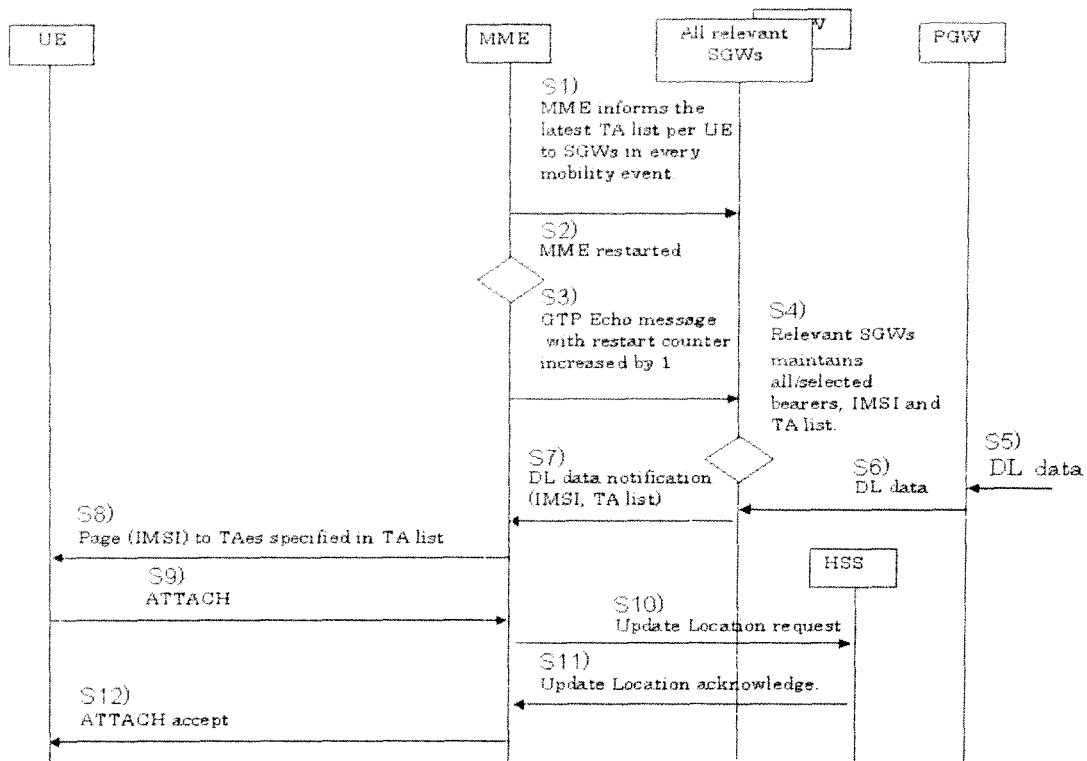 UE
MME
All relevant
SGWs
PGW
S1)
MME informs the
latest TA list per UE
to SGWs in every
mobility event.
S2)
MME restarted
S3)
GTP Echo message
with restart counter
increased by 1
S4)
Relevant SGWs
maintains
all/selected
bearers, IMSI and
TA list.
S5)
DL data
S6)
DL data
S7)
DL data notification
(IMSI, TA list)
S8)
Page (IMSI) to TAes specified in TA list
HSS
S9)
ATTACH
S10)
Update Location request
S11)
Update Location acknowledge.
S12)
ATTACH accept